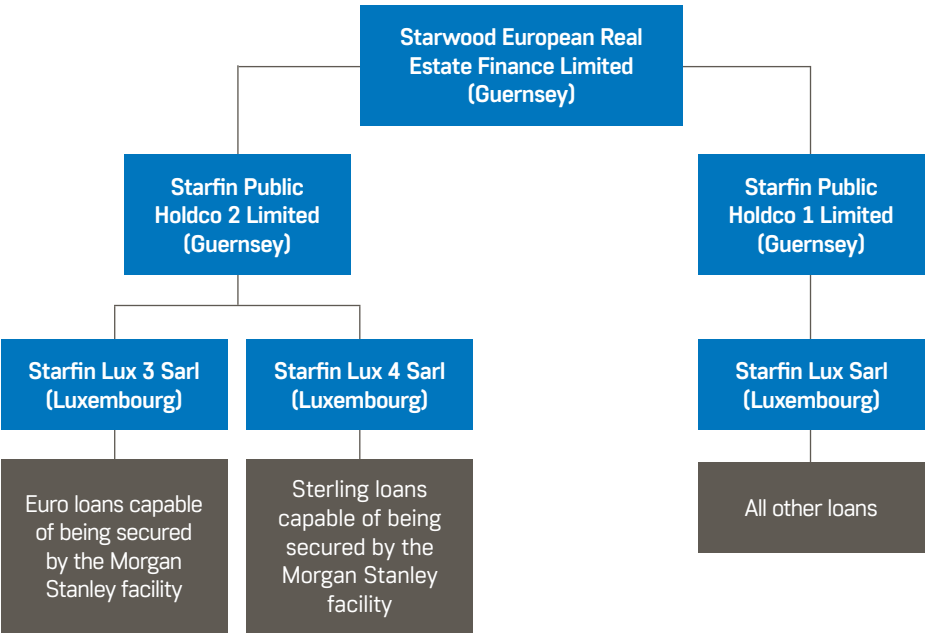 Starwood European Real
Estate Finance Limited
(Guernsey)
Starfin Public
Holdco 2 Limited
(Guernsey)
Starfin Public
Holdco 1 Limited
(Guernsey)
Starfin Lux 3 Sarl
(Luxembourg)
Starfin Lux 4 Sarl
(Luxembourg)
Starfin Lux Sarl
(Luxembourg)
Euro loans capable
of being secured
by the Morgan
Stanley facility
Sterling loans
capable of being
secured by the
Morgan Stanley
facility
All other loans